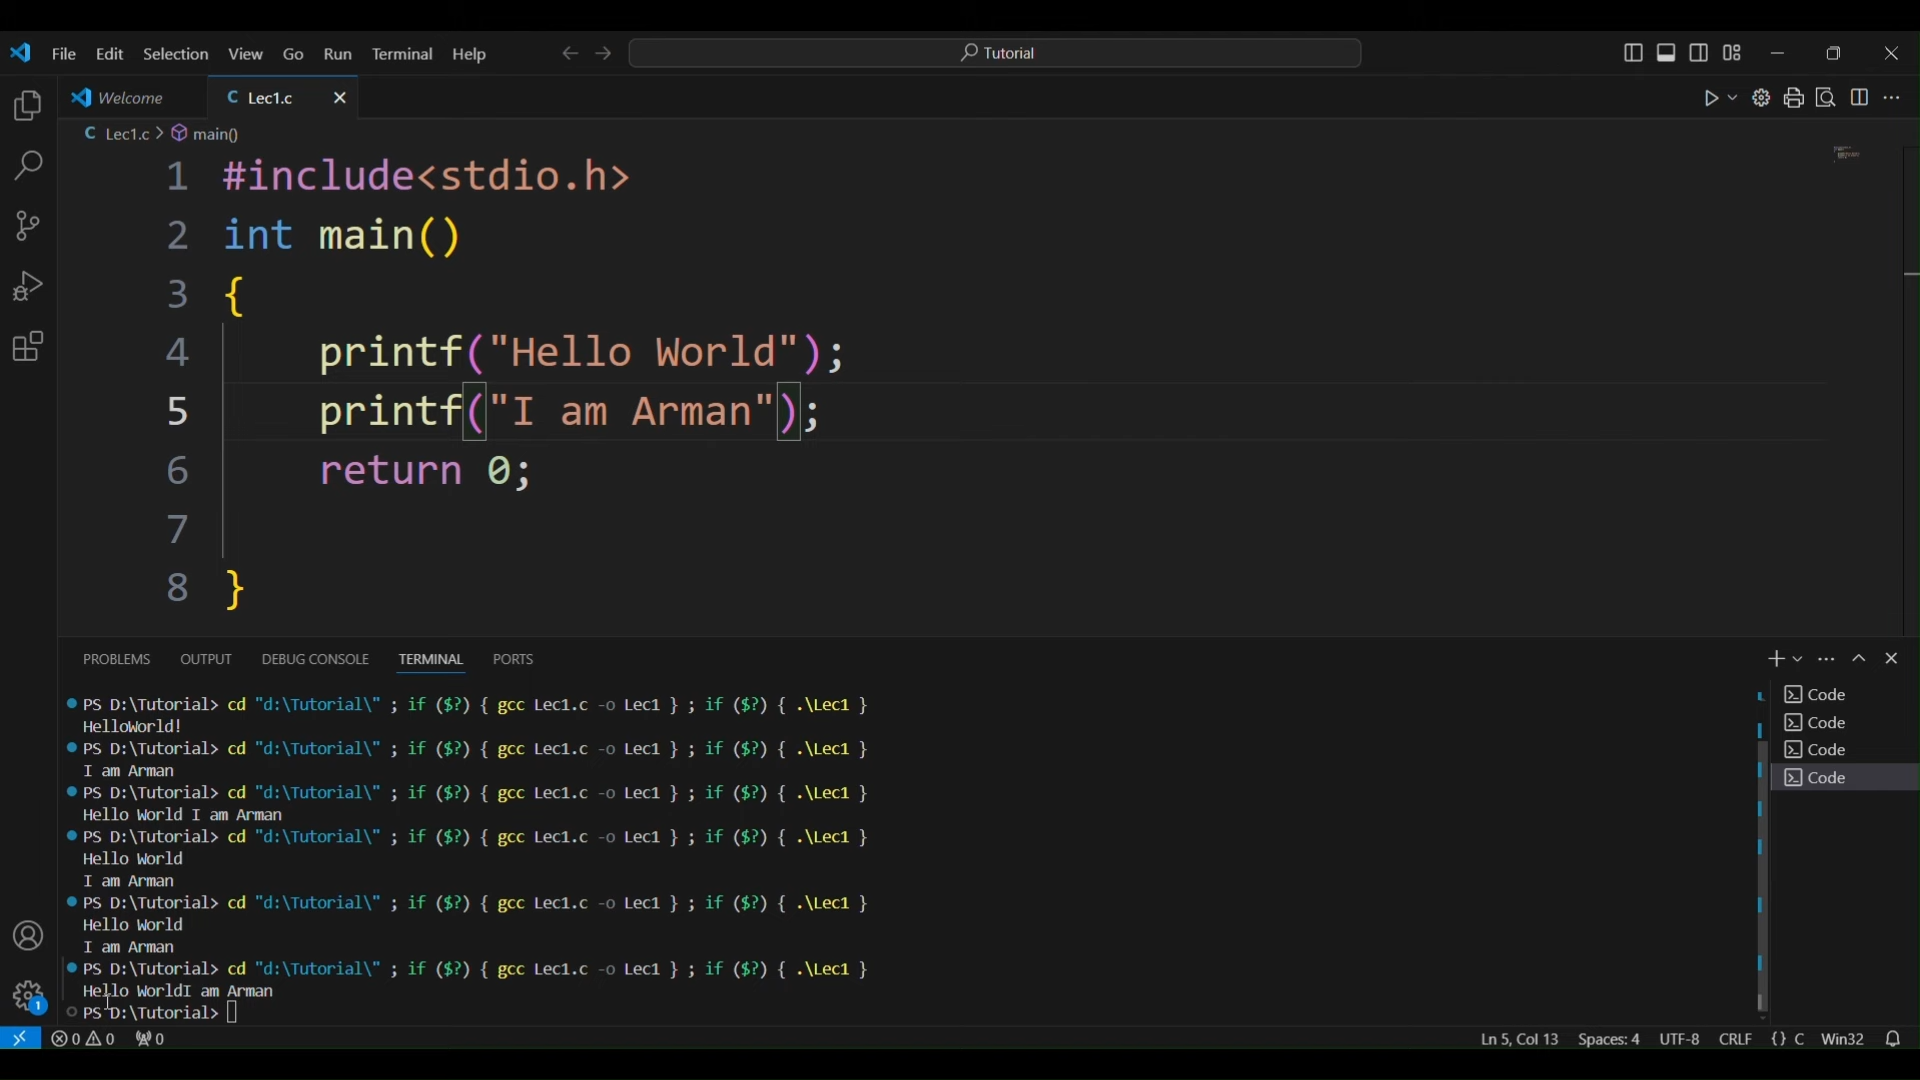 File Edit Selection View Go Run Terminal Help
Tutorial
Welcome
C Lec1.c
C Lec1.c > main()
1 #include<stdio.h>
2 int main()
3 {
4     printf("Hello World");
5     printf("I am Arman");
6     return 0;
7
8 }
PROBLEMS OUTPUT DEBUG CONSOLE TERMINAL PORTS
PS D:\Tutorial> cd "d:\Tutorial\" ; if ($?) { gcc Lec1.c -o Lec1 } ; if ($?) { .\Lec1 }
HelloWorld!
PS D:\Tutorial> cd "d:\Tutorial\" ; if ($?) { gcc Lec1.c -o Lec1 } ; if ($?) { .\Lec1 }
I am Arman
PS D:\Tutorial> cd "d:\Tutorial\" ; if ($?) { gcc Lec1.c -o Lec1 } ; if ($?) { .\Lec1 }
Hello World I am Arman
PS D:\Tutorial> cd "d:\Tutorial\" ; if ($?) { gcc Lec1.c -o Lec1 } ; if ($?) { .\Lec1 }
Hello World
I am Arman
PS D:\Tutorial> cd "d:\Tutorial\" ; if ($?) { gcc Lec1.c -o Lec1 } ; if ($?) { .\Lec1 }
Hello World
I am Arman
PS D:\Tutorial> cd "d:\Tutorial\" ; if ($?) { gcc Lec1.c -o Lec1 } ; if ($?) { .\Lec1 }
Hello WorldI am Arman
PS D:\Tutorial>
Code
Code
Code
Code
1
0 0 0
Ln 5, Col 13 Spaces: 4 UTF-8 CRLF {} C Win32